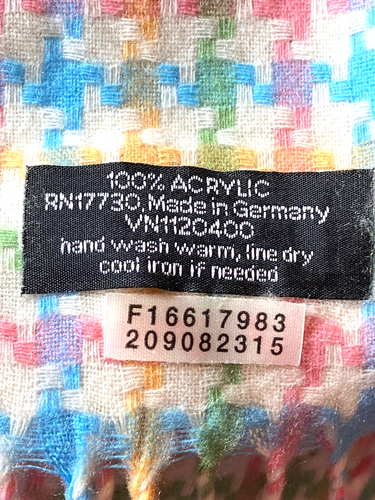 100% ACRYLIC
RN17730.Made in Germany
VN1120400
hand wash warm, line dry
cool iron if needed
F16617983
209082315